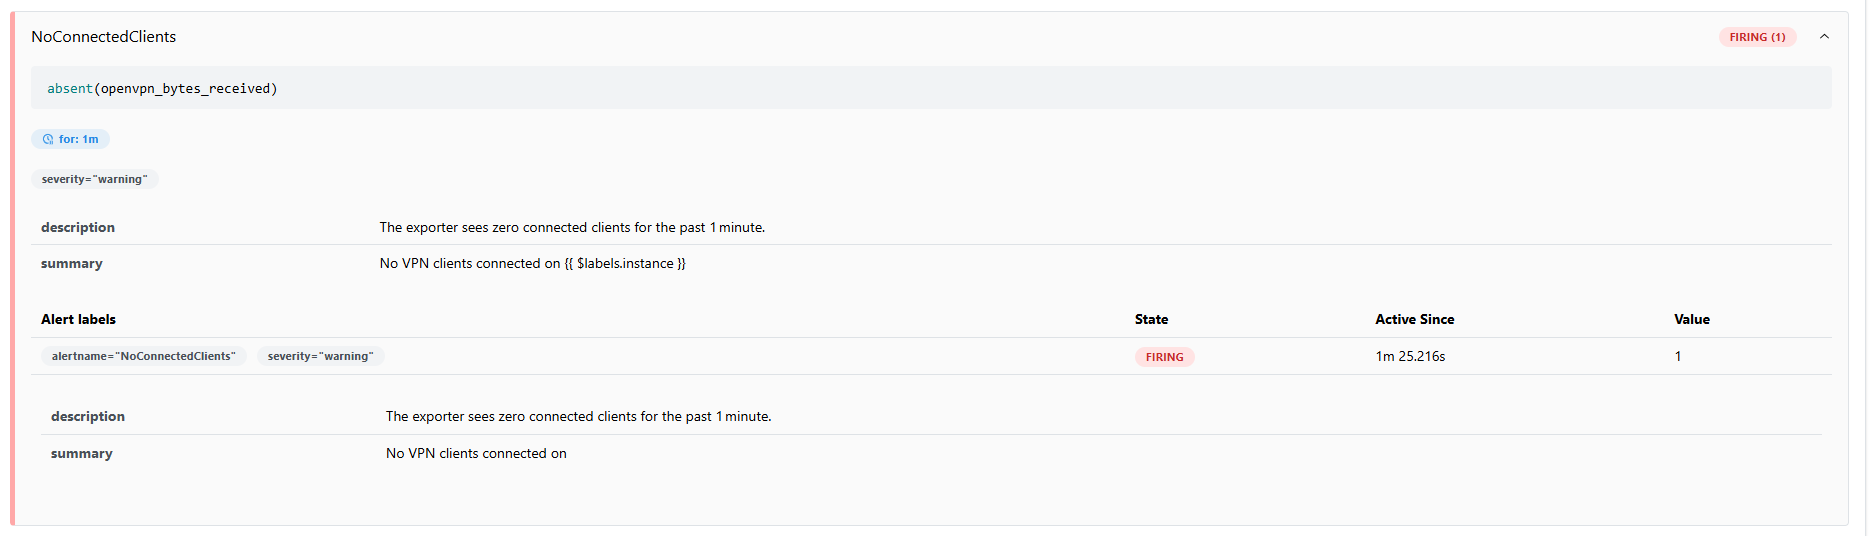 NoConnectedClients
FIRING (1)
absent(openvpn_bytes_received)
for: 1m
severity="warning"
description The exporter sees zero connected clients for the past 1 minute.
summary No VPN clients connected on {{ $labels.instance }}
Alert labels State Active Since Value
alertname="NoConnectedClients" severity="warning" FIRING 1m 25.216s 1
description The exporter sees zero connected clients for the past 1 minute.
summary No VPN clients connected on